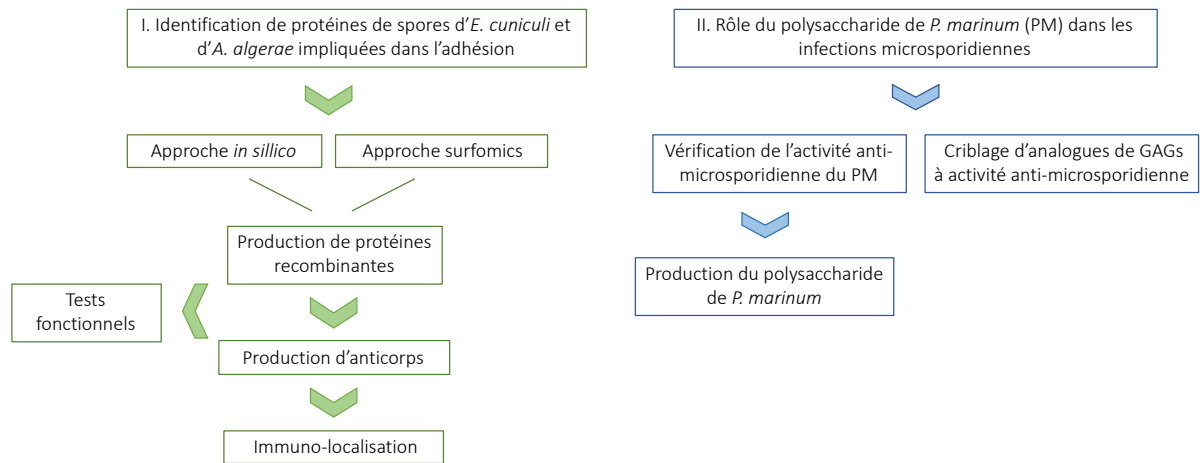 I. Identification de protéines de spores d'E. cuniculi et
d'A. algerae impliquées dans l'adhésion
Approche in sillico
Approche surfomics
Production de protéines
recombinantes
Tests
fonctionnels
Production d'anticorps
Immuno-localisation
II. Rôle du polysaccharide de P. marinum (PM) dans les
infections microsporidiennes
Vérification de l'activité anti-
microsporidienne du PM
Criblage d'analogues de GAGs
à activité anti-microsporidienne
Production du polysaccharide
de P. marinum